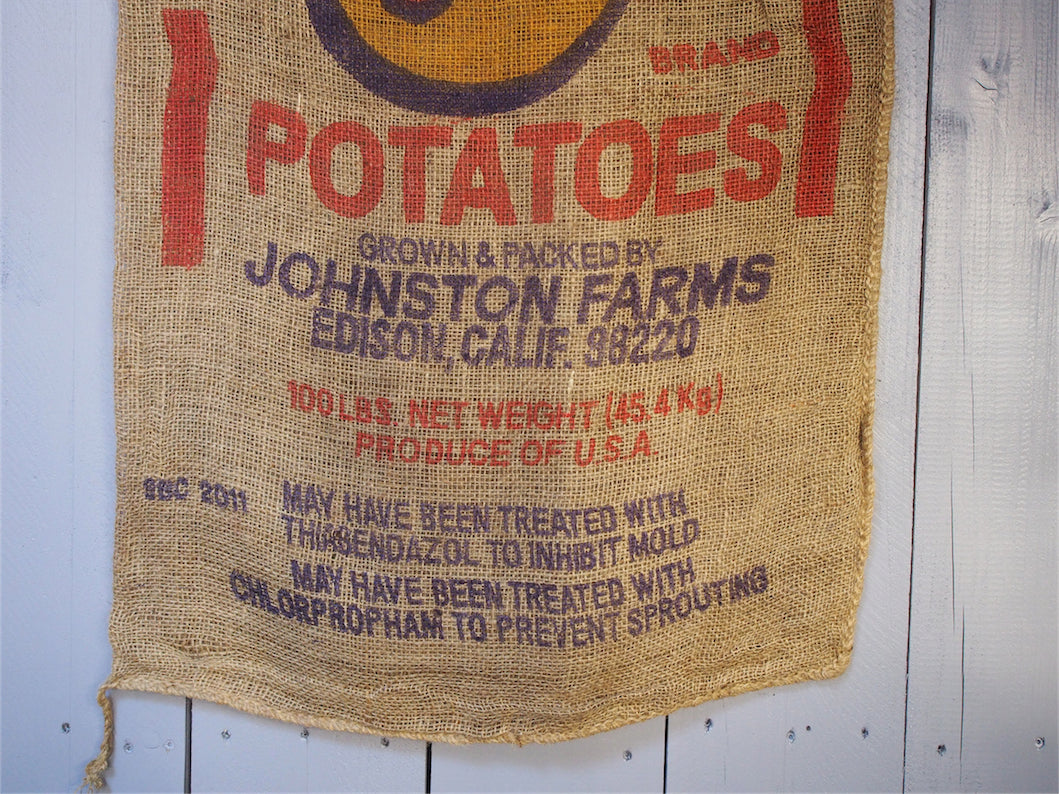 BRAND
POTATOES
GROWN & PACKED BY
JOHNSTON FARMS
EDISON, CALIF. 93220
100 LBS. NET WEIGHT (45.4 Kg)
PRODUCE OF U.S.A.
2011
MAY HAVE BEEN TREATED WITH
THIABENDAZOL TO INHIBIT MOLD
MAY HAVE BEEN TREATED WITH
CHLORPROPHAM TO PREVENT SPROUTING